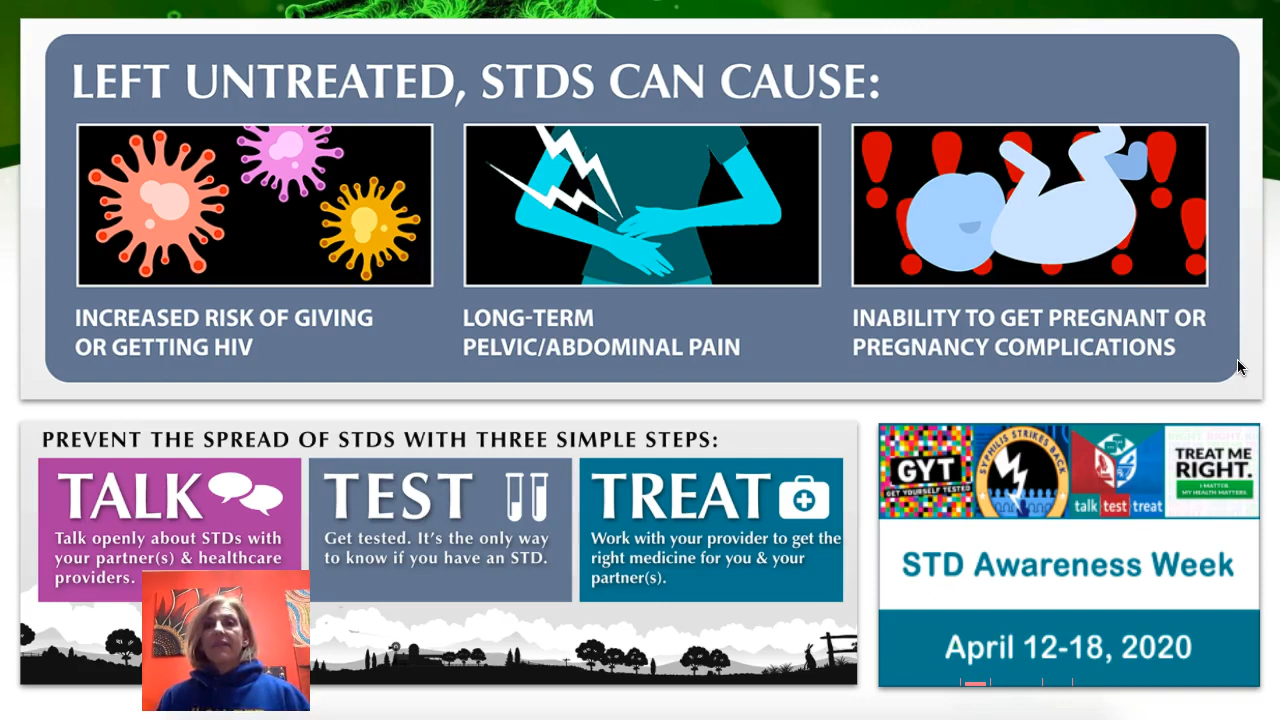 LEFT UNTREATED, STDS CAN CAUSE:
INCREASED RISK OF GIVING
OR GETTING HIV
LONG-TERM
PELVIC/ABDOMINAL PAIN
INABILITY TO GET PREGNANT OR
PREGNANCY COMPLICATIONS
PREVENT THE SPREAD OF STDS WITH THREE SIMPLE STEPS:
TALK
Talk openly about STDs with
your partner(s) & healthcare
providers.
TEST
Get tested. It's the only way
to know if you have an STD.
TREAT
Work with your provider to get the
right medicine for you & your
partner(s).
GYT
GET YOURSELF TESTED
SYPHILIS STRIKES BACK
talk test treat
TREAT ME
RIGHT.
I MATTER.
MY HEALTH MATTERS.
STD Awareness Week
April 12-18, 2020